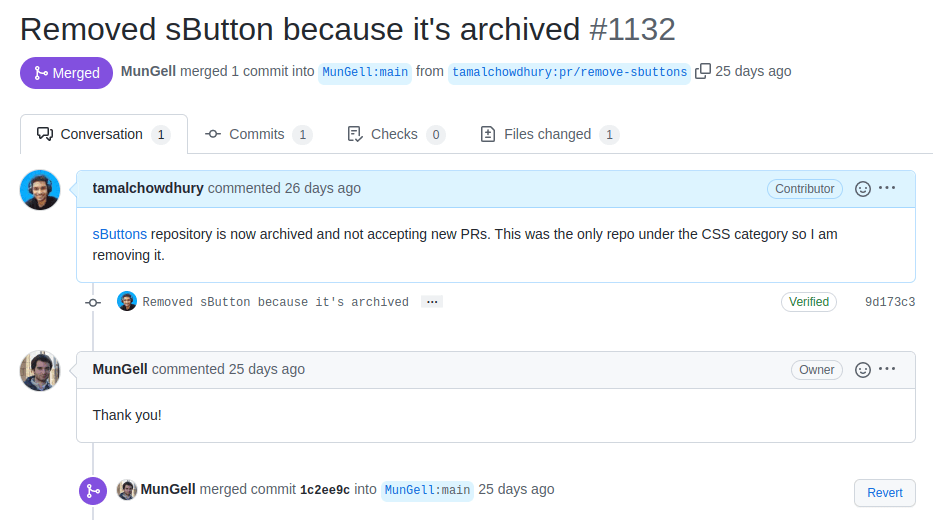 Removed sButton because it's archived #1132
Merged MunGell merged 1 commit into MunGell:main from tamalchowdhury:pr/remove-sbuttons 25 days ago
Conversation 1 Commits 1 Checks 0 Files changed 1
tamalchowdhury commented 26 days ago Contributor
sButtons repository is now archived and not accepting new PRs. This was the only repo under the CSS category so I am
removing it.
Removed sButton because it's archived ... Verified 9d173c3
MunGell commented 25 days ago Owner
Thank you!
MunGell merged commit 1c2ee9c into MunGell:main 25 days ago Revert